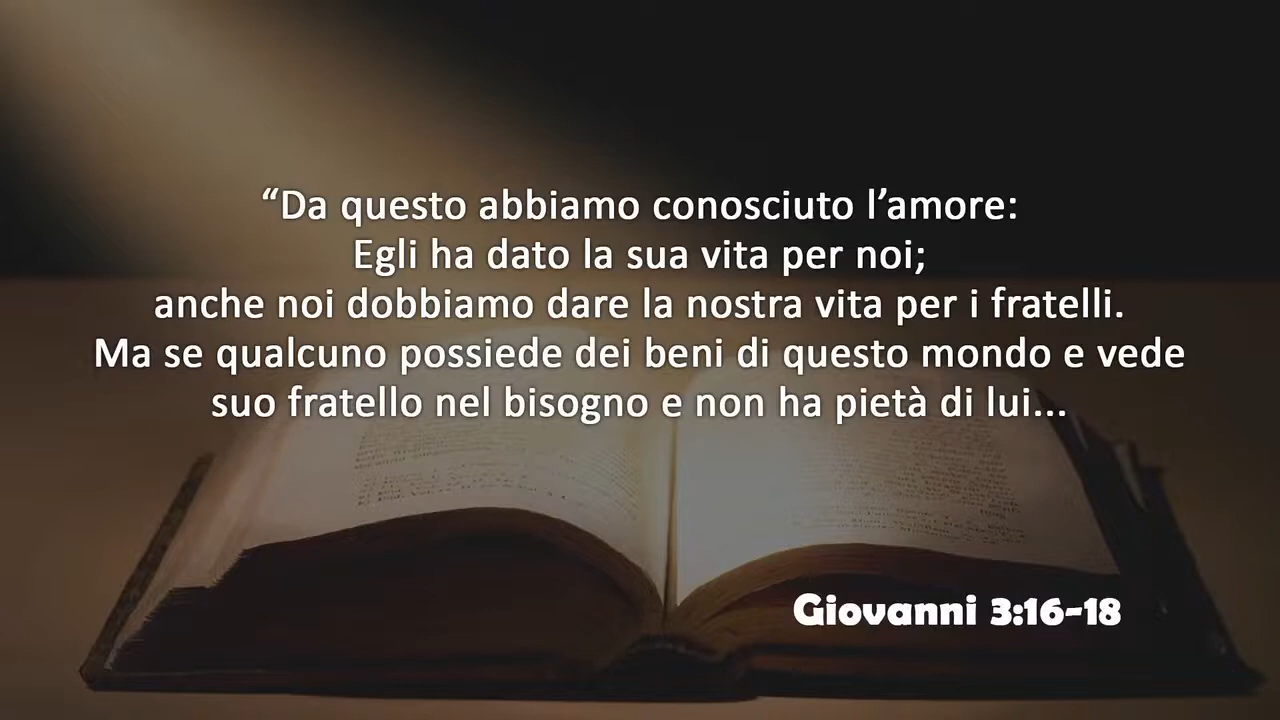 “Da questo abbiamo conosciuto l’amore:
Egli ha dato la sua vita per noi;
anche noi dobbiamo dare la nostra vita per i fratelli.
Ma se qualcuno possiede dei beni di questo mondo e vede
suo fratello nel bisogno e non ha pietà di lui...
Giovanni 3:16-18